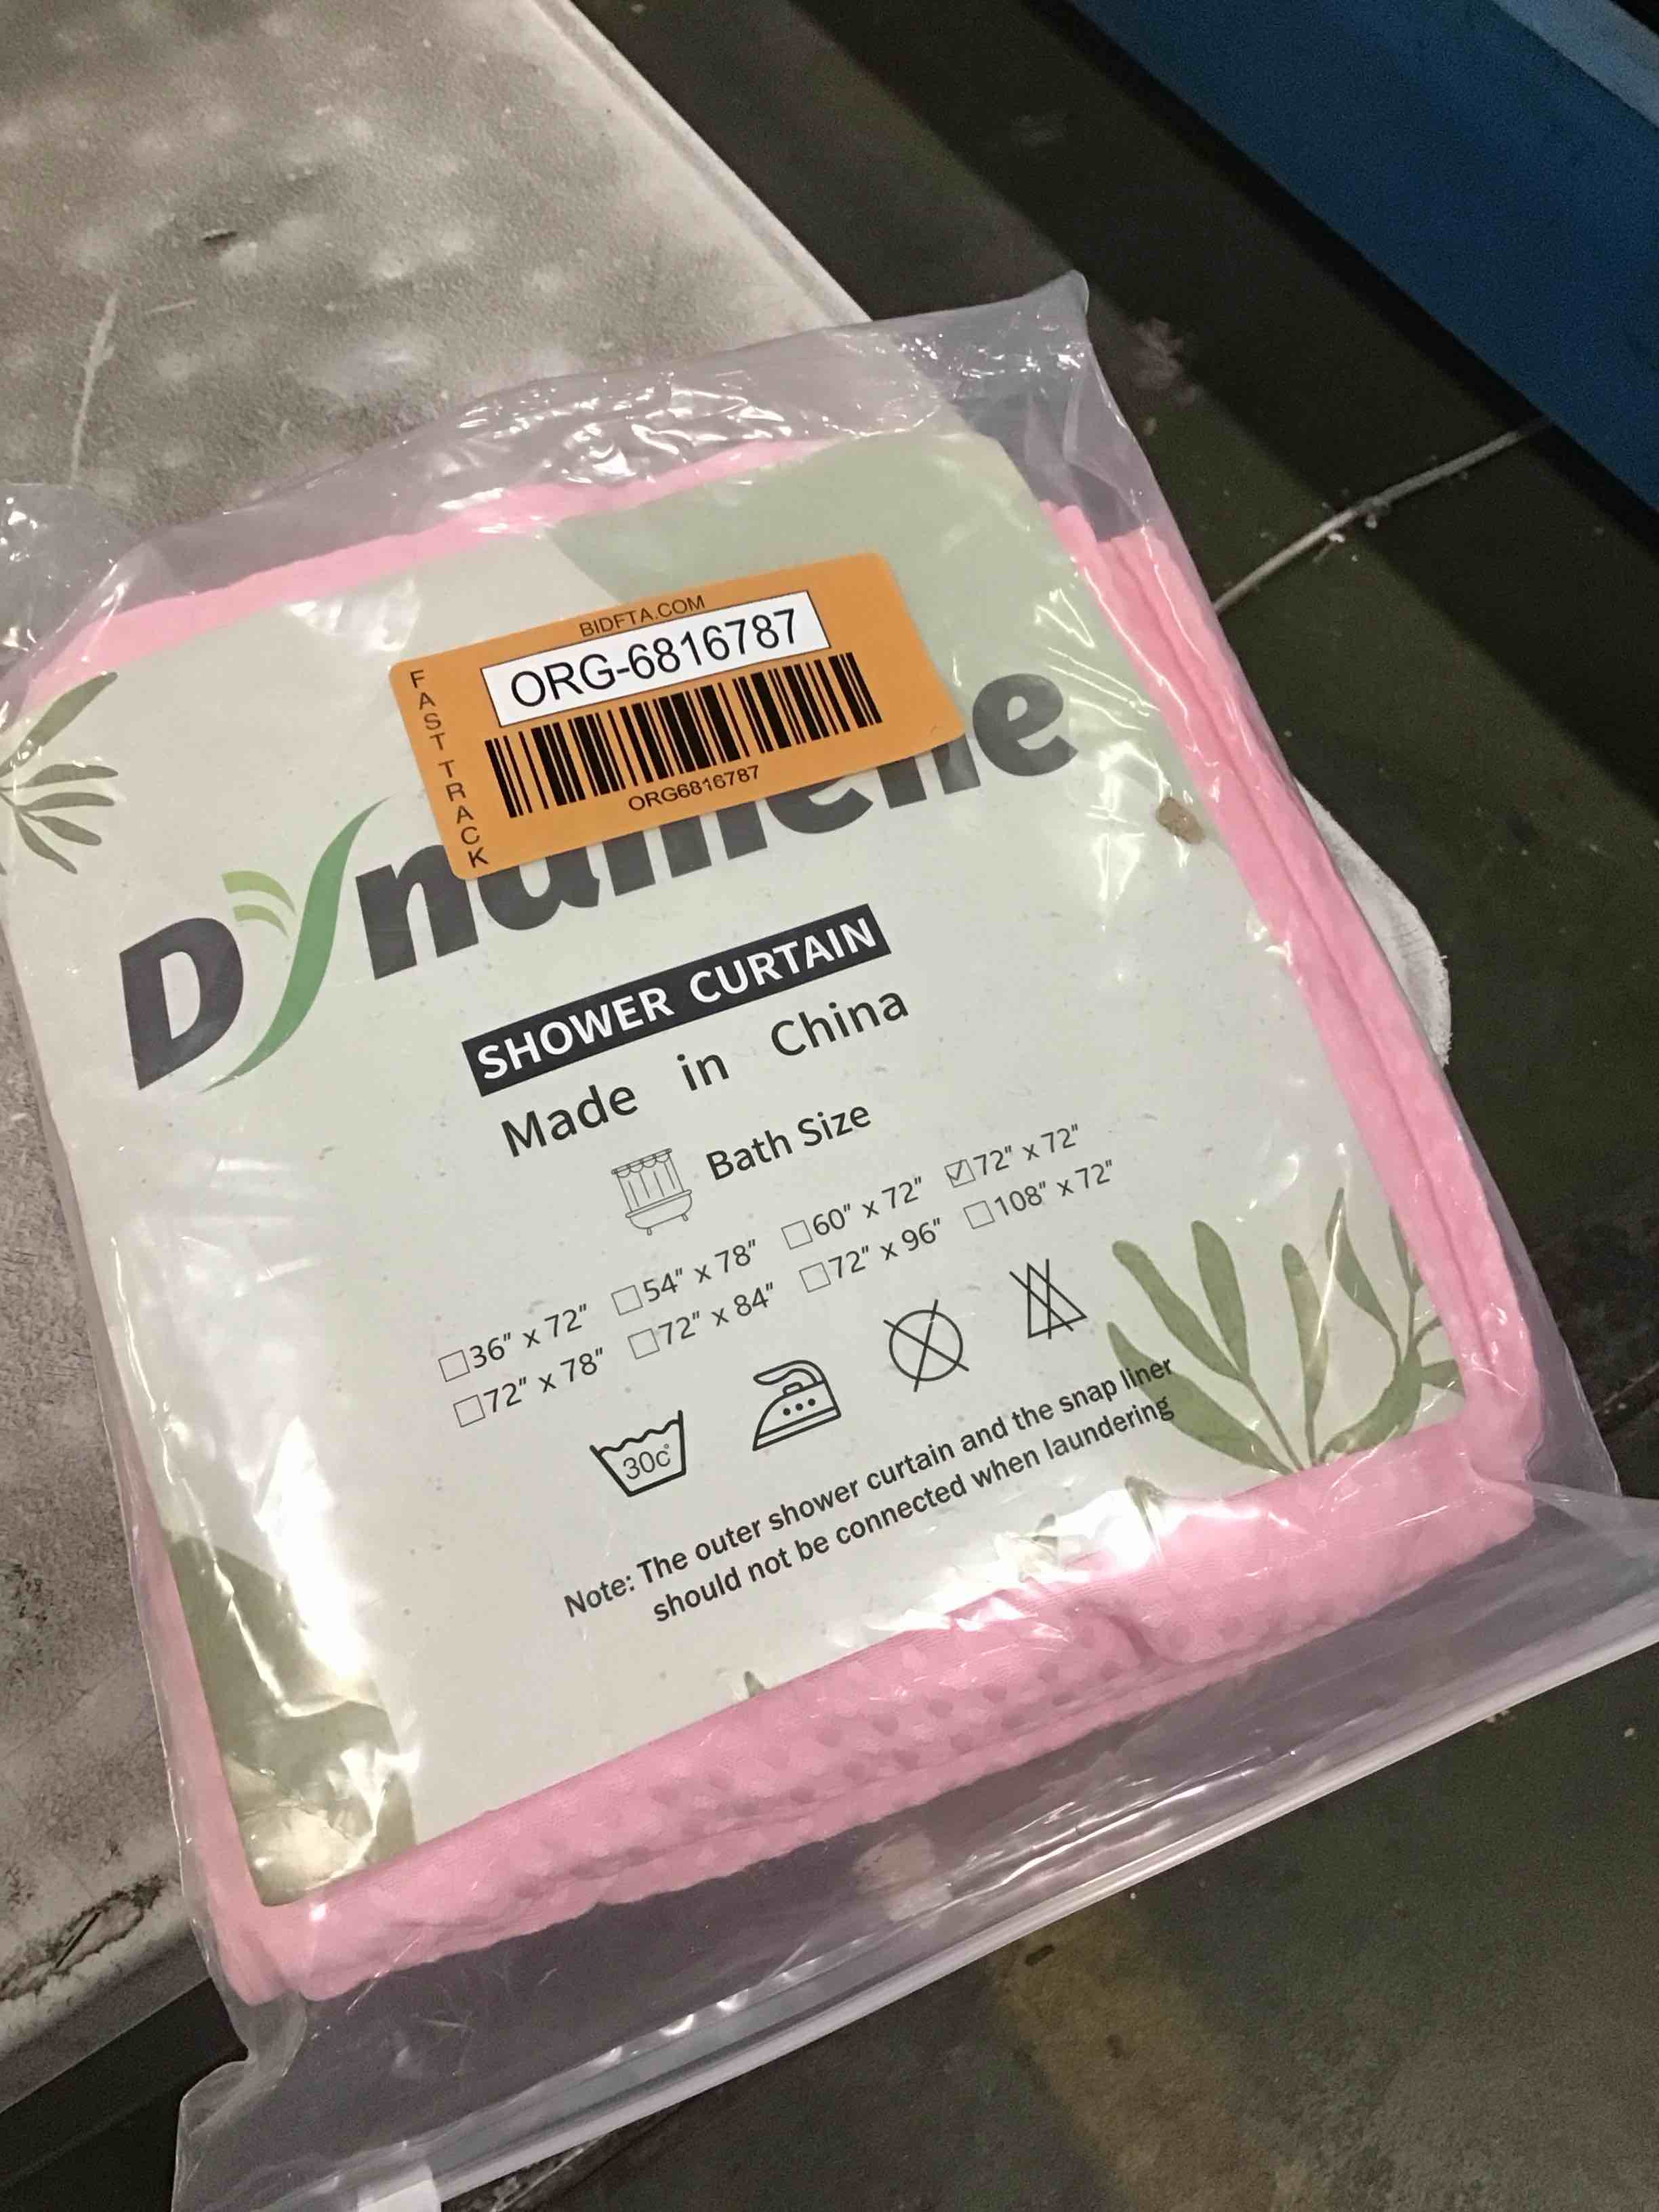 BIDFTA.COM
ORG-6816787
FAST TRACK
ORG6816787
Dynamene
SHOWER CURTAIN
Made in China
Bath Size
☐36" x 72" ☐54" x 78" ☐60" x 72" ☑72" x 72"
☐72" x 78" ☐72" x 84" ☐72" x 96" ☐108" x 72"
30c°
Note: The outer shower curtain and the snap liner
should not be connected when laundering